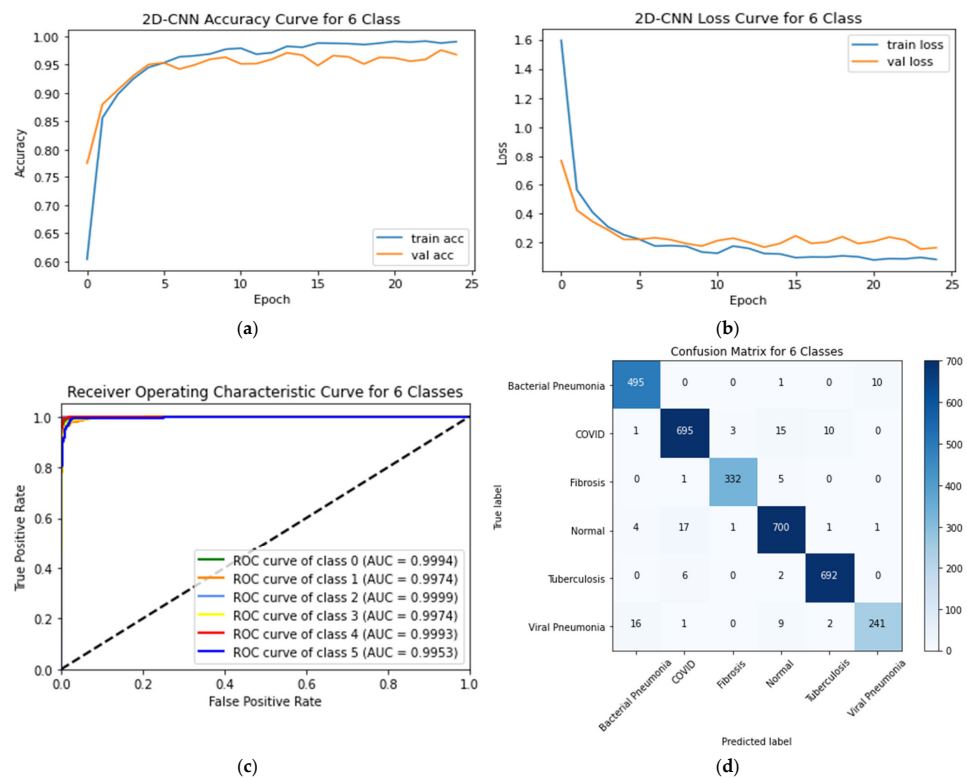 2D-CNN Accuracy Curve for 6 Class
1.00
0.95
0.90
0.85
0.80
0.75
0.70
0.65
0.60
Accuracy
train acc
val acc
0 5 10 15 20 25
Epoch
(a)
2D-CNN Loss Curve for 6 Class
1.6
1.4
1.2
1.0
0.8
0.6
0.4
0.2
Loss
train loss
val loss
0 5 10 15 20 25
Epoch
(b)
Receiver Operating Characteristic Curve for 6 Classes
1.0
0.8
0.6
0.4
0.2
0.0
True Positive Rate
ROC curve of class 0 (AUC = 0.9994)
ROC curve of class 1 (AUC = 0.9974)
ROC curve of class 2 (AUC = 0.9999)
ROC curve of class 3 (AUC = 0.9974)
ROC curve of class 4 (AUC = 0.9993)
ROC curve of class 5 (AUC = 0.9953)
0.0 0.2 0.4 0.6 0.8 1.0
False Positive Rate
(c)
Confusion Matrix for 6 Classes
True label
Bacterial Pneumonia 495 0 0 1 0 10
COVID 1 695 3 15 10 0
Fibrosis 0 1 332 5 0 0
Normal 4 17 1 700 1 1
Tuberculosis 0 6 0 2 692 0
Viral Pneumonia 16 1 0 9 2 241
Bacterial Pneumonia COVID Fibrosis Normal Tuberculosis Viral Pneumonia
Predicted label
700
600
500
400
300
200
100
0
(d)